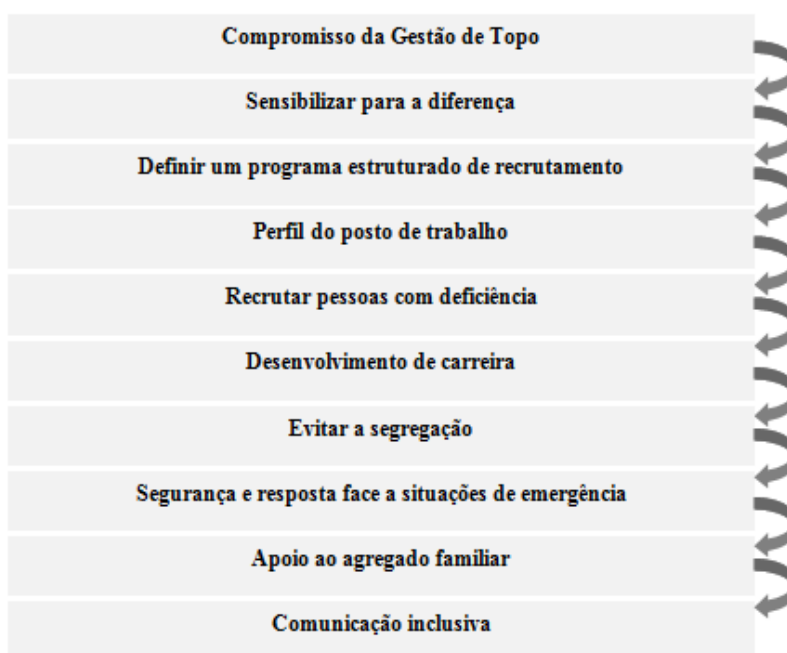 Compromisso da Gestão de Topo
Sensibilizar para a diferença
Definir um programa estruturado de recrutamento
Perfil do posto de trabalho
Recrutar pessoas com deficiência
Desenvolvimento de carreira
Evitar a segregação
Segurança e resposta face a situações de emergência
Apoio ao agregado familiar
Comunicação inclusiva